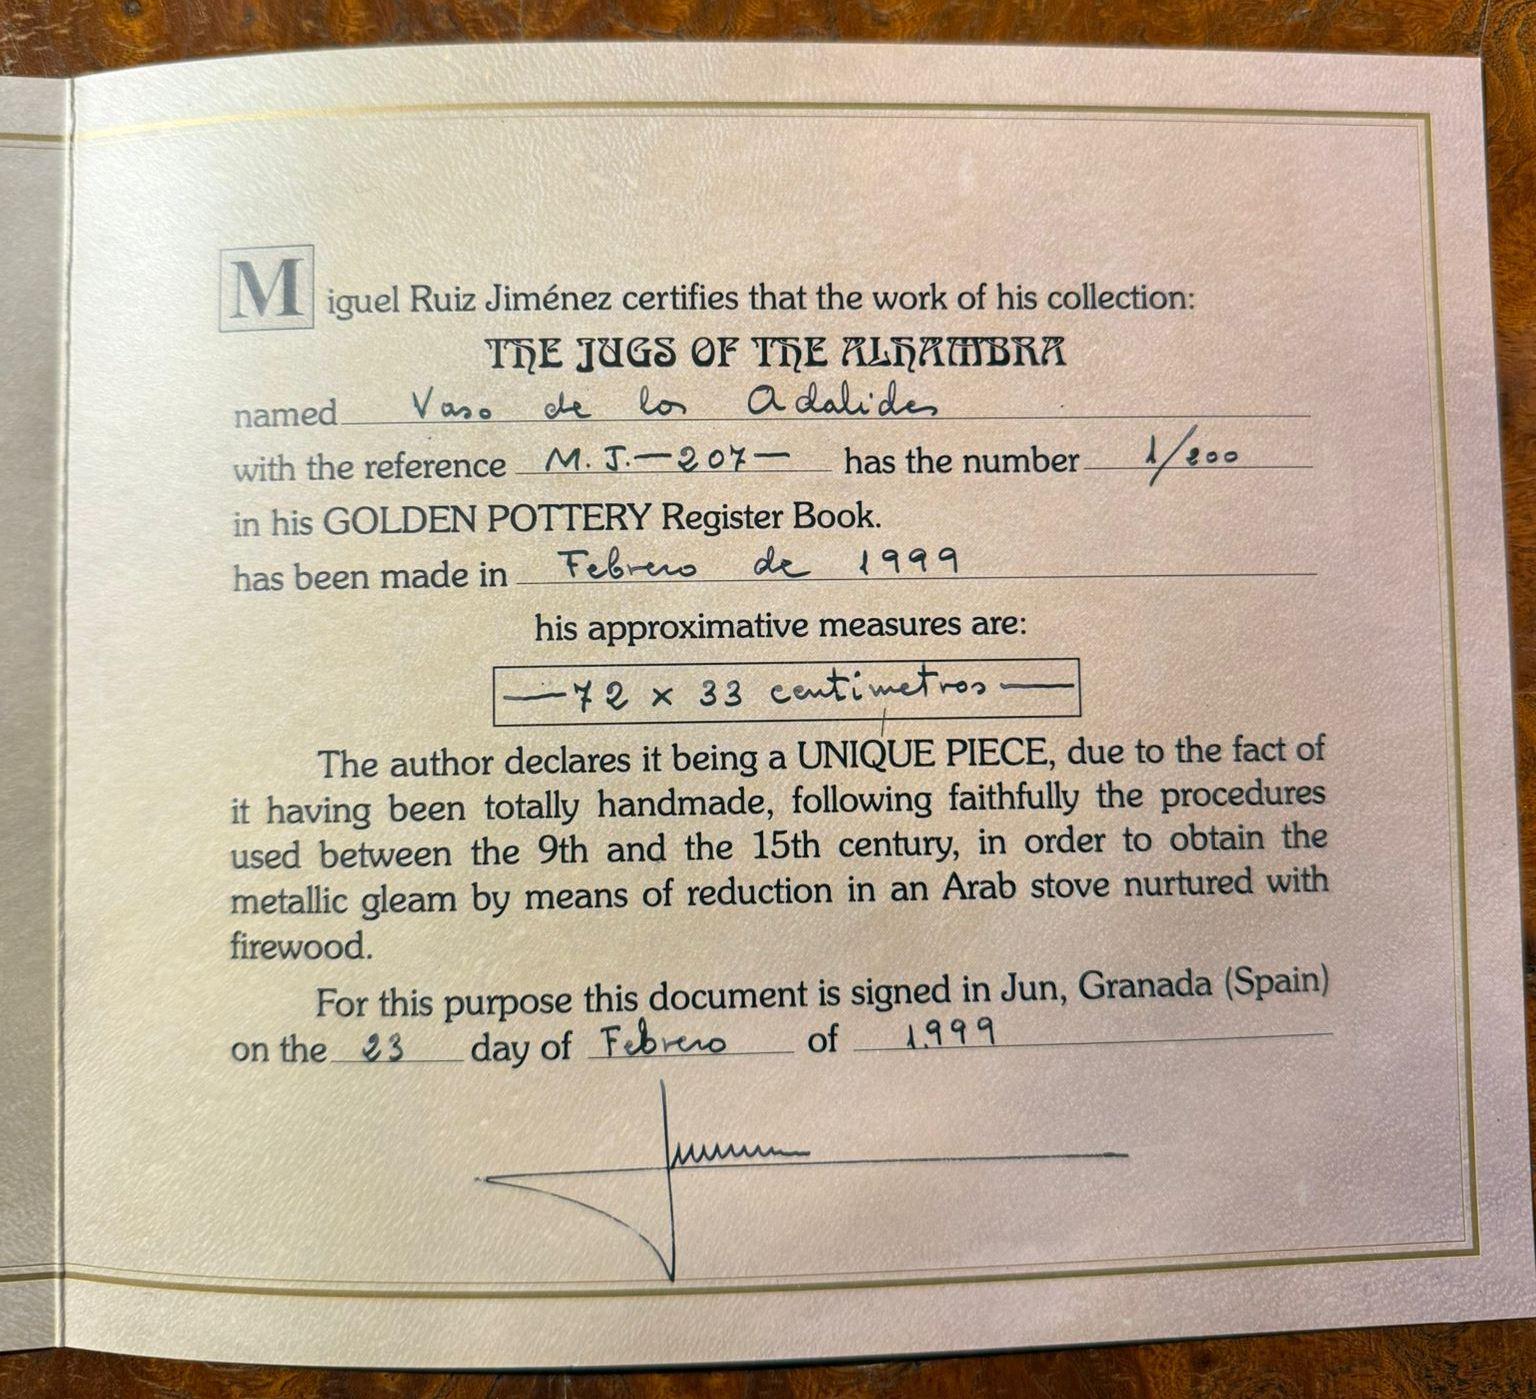 Miguel Ruiz Jiménez certifies that the work of his collection:
THE JUGS OF THE ALHAMBRA
named Vaso de los Adalides
with the reference M. J.—207— has the number 1/200
in his GOLDEN POTTERY Register Book.
has been made in Febrero de 1999
his approximative measures are:
—72 x 33 centimetros—
The author declares it being a UNIQUE PIECE, due to the fact of
it having been totally handmade, following faithfully the procedures
used between the 9th and the 15th century, in order to obtain the
metallic gleam by means of reduction in an Arab stove nurtured with
firewood.
For this purpose this document is signed in Jun, Granada (Spain)
on the 23 day of Febrero of 1.999